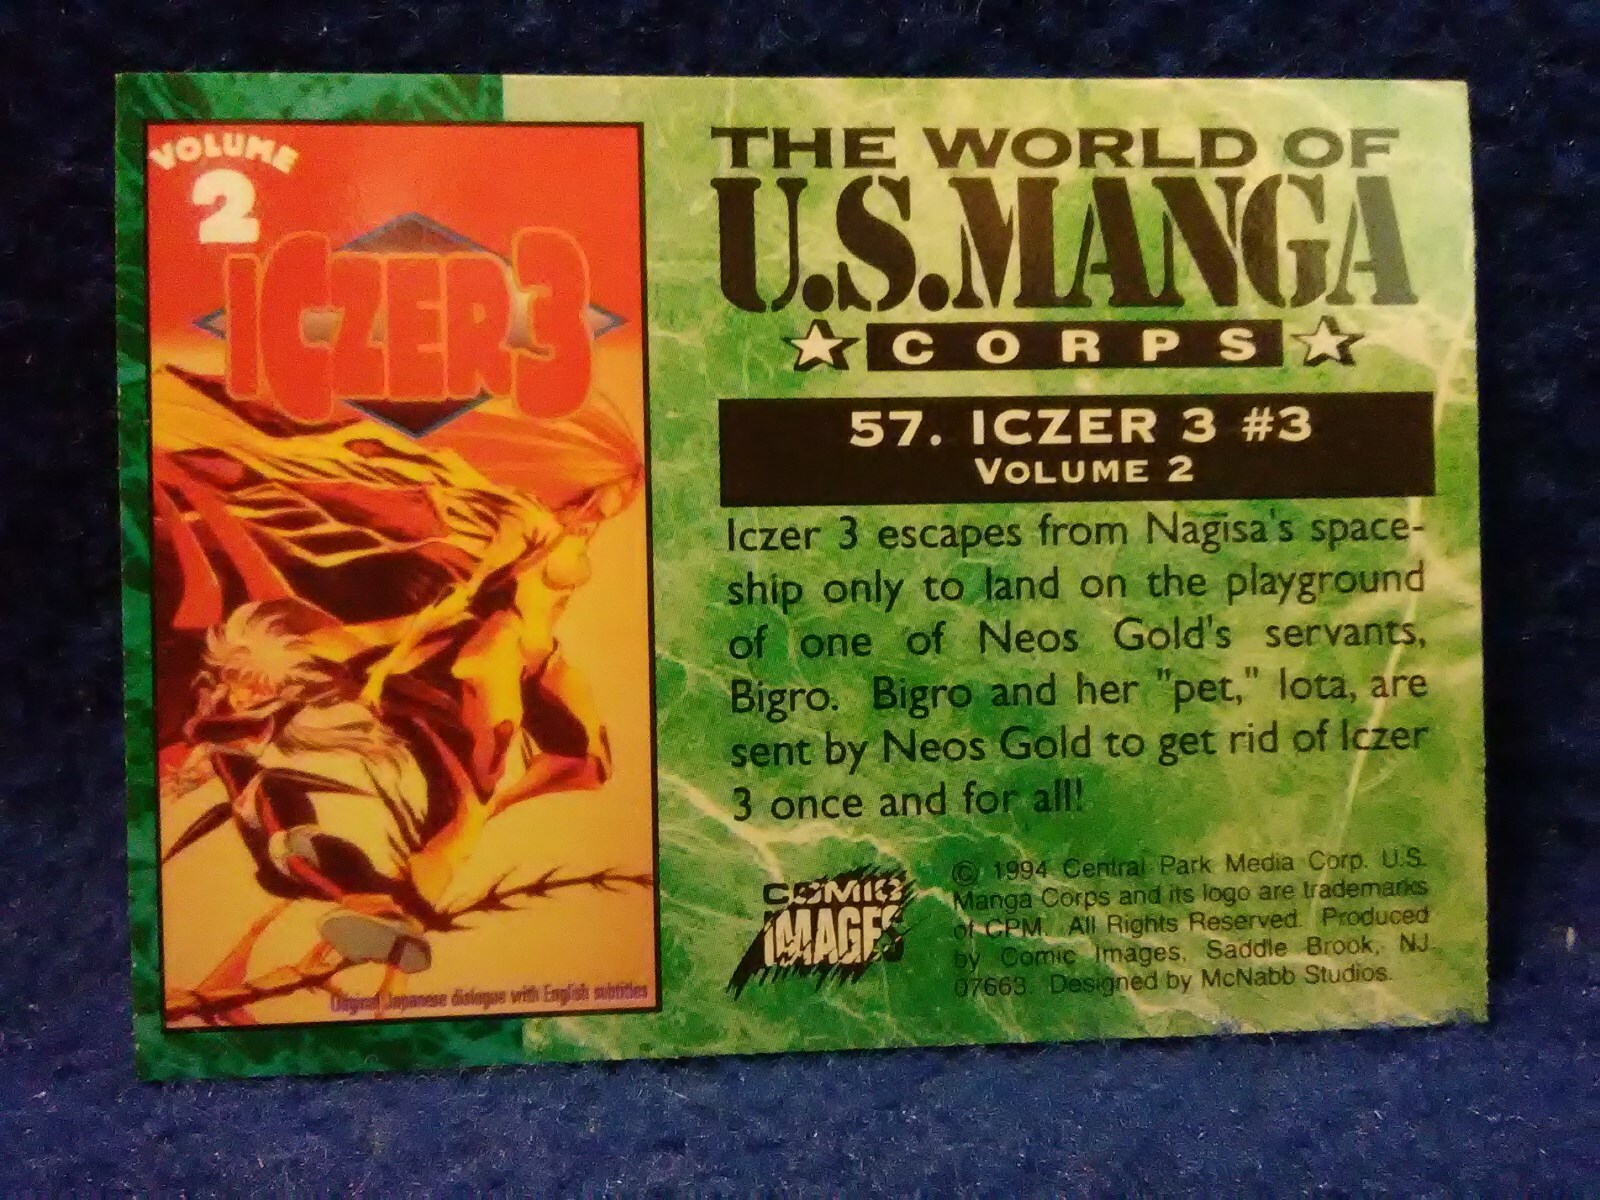 VOLUME
2
ICZER 3
Original Japanese dialogue with English subtitles
THE WORLD OF
U.S.MANGA
CORPS
57. ICZER 3 #3
VOLUME 2
Iczer 3 escapes from Nagisa's space-
ship only to land on the playground
of one of Neos Gold's servants,
Bigro. Bigro and her "pet," Iota, are
sent by Neos Gold to get rid of Iczer
3 once and for all!
COMIC
IMAGES
© 1994 Central Park Media Corp. U.S.
Manga Corps and its logo are trademarks
of CPM. All Rights Reserved. Produced
by Comic Images, Saddle Brook, NJ
07663. Designed by McNabb Studios.